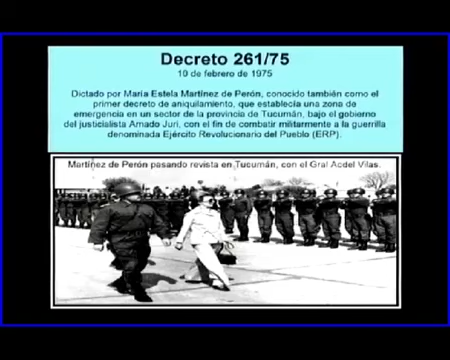 Decreto 261/75
10 de febrero de 1975
Dictado por María Estela Martínez de Perón, conocido también como el
primer decreto de aniquilamiento, que establecía una zona de
emergencia en un sector de la provincia de Tucumán, bajo el gobierno
del justicialista Amado Juri, con el fin de combatir militarmente a la guerrilla
denominada Ejército Revolucionario del Pueblo (ERP).
Martínez de Perón pasando revista en Tucumán, con el Gral Acdel Vilas.